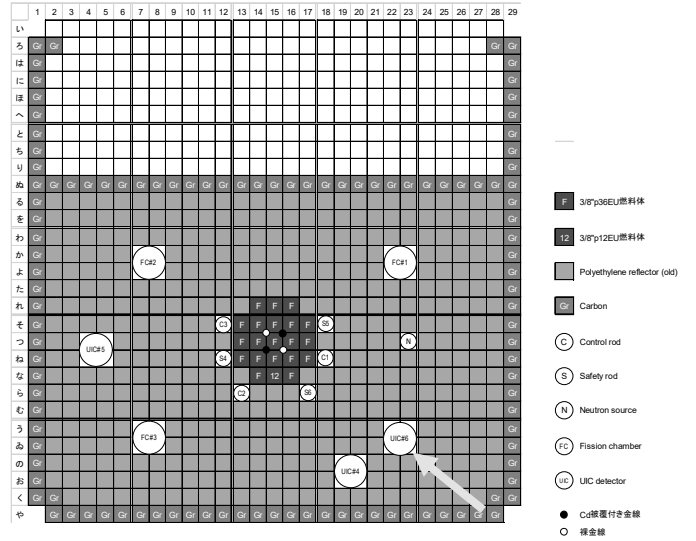 1 2 3 4 5 6 7 8 9 10 11 12 13 14 15 16 17 18 19 20 21 22 23 24 25 26 27 28 29
い
ろ Gr Gr Gr Gr
は Gr Gr
に Gr Gr
ほ Gr Gr
へ Gr Gr
と Gr Gr
ち Gr Gr
り Gr Gr
ぬ Gr Gr Gr Gr Gr Gr Gr Gr Gr Gr Gr Gr Gr Gr Gr Gr Gr Gr Gr Gr Gr Gr Gr Gr Gr Gr Gr Gr Gr
る Gr Gr
を Gr Gr
わ Gr Gr
か Gr Gr
FC#2 FC#1
よ Gr Gr
た Gr Gr
れ Gr F F F Gr
そ Gr C3 F F F F F S5 Gr
つ Gr F F F F F N Gr
UIC#5
ね Gr S4 F F F F F C1 Gr
な Gr F 12 F Gr
ら Gr C2 S6 Gr
む Gr Gr
う Gr Gr
FC#3 UIC#6
ゐ Gr Gr
の Gr Gr
UIC#4
お Gr Gr
く Gr Gr Gr Gr
や Gr Gr Gr Gr Gr Gr Gr Gr Gr Gr Gr Gr Gr Gr Gr Gr Gr Gr Gr Gr Gr Gr Gr Gr Gr Gr Gr
F 3/8"p36EU燃料体
12 3/8"p12EU燃料体
Polyethylene reflector (old)
Gr Carbon
C Control rod
S Safety rod
N Neutron source
FC Fission chamber
UIC UIC detector
Cd被覆付き金線
裸金線